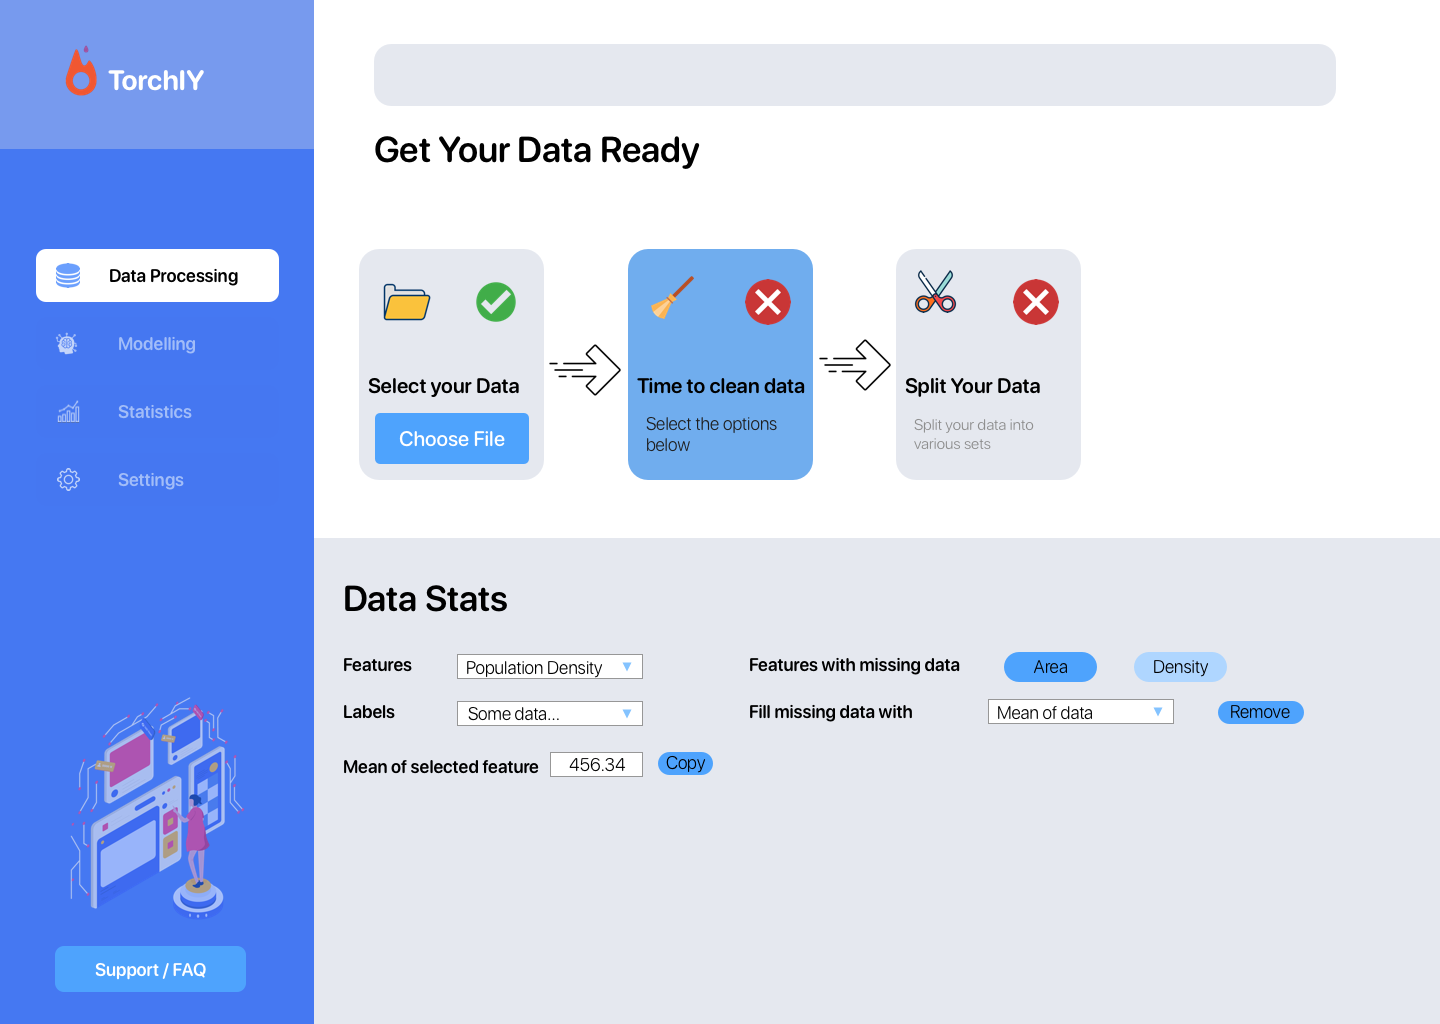 TorchIY
Data Processing
Modelling
Statistics
Settings
Support / FAQ
Get Your Data Ready
Select your Data
Choose File
Time to clean data
Select the options
below
Split Your Data
Split your data into
various sets
Data Stats
Features
Population Density
Labels
Some data...
Mean of selected feature
456.34
Copy
Features with missing data
Area
Density
Fill missing data with
Mean of data
Remove